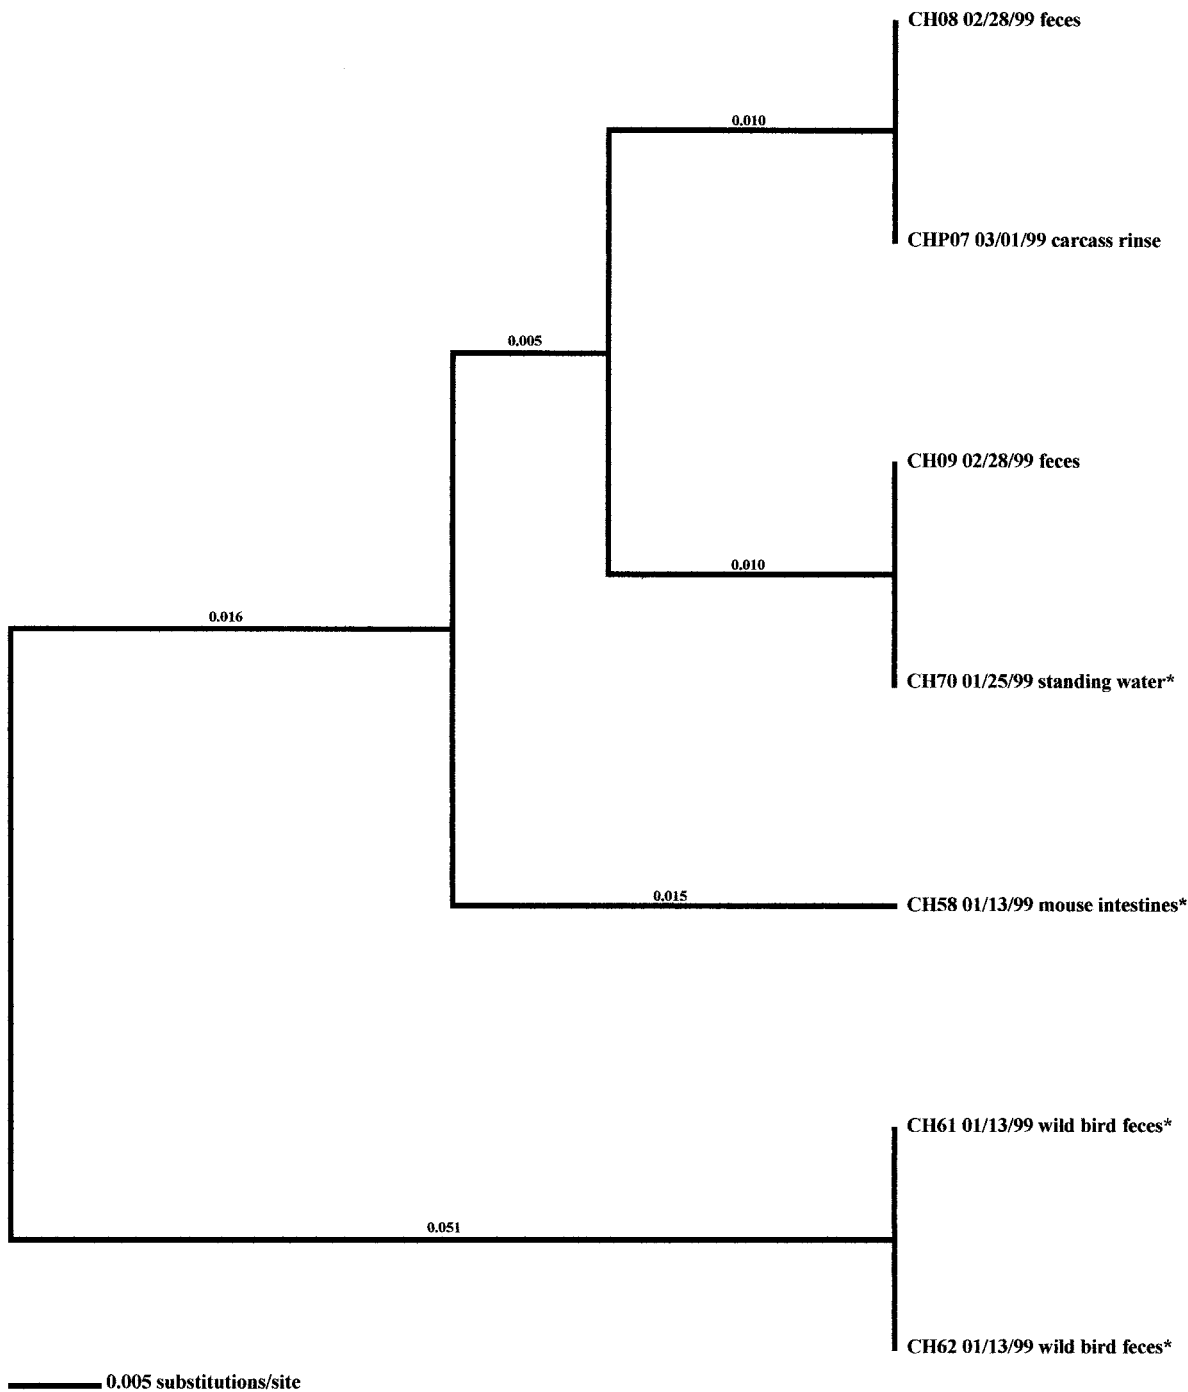 CH08 02/28/99 feces
0.010
CHP07 03/01/99 carcass rinse
0.005
CH09 02/28/99 feces
0.010
0.016
CH70 01/25/99 standing water*
0.015
CH58 01/13/99 mouse intestines*
CH61 01/13/99 wild bird feces*
0.051
CH62 01/13/99 wild bird feces*
0.005 substitutions/site